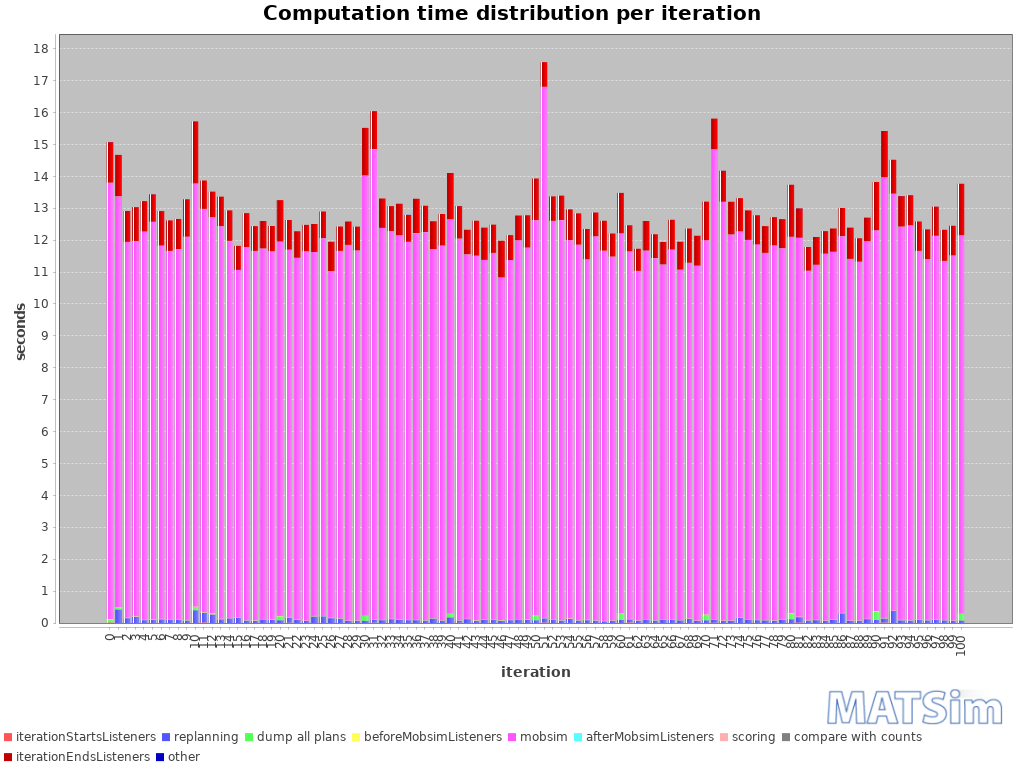 Computation time distribution per iteration
18
17
16
15
14
13
12
11
10
9
8
7
6
5
4
3
2
1
0
seconds
0 1 2 3 4 5 6 7 8 9 10 11 12 13 14 15 16 17 18 19 20 21 22 23 24 25 26 27 28 29 30 31 32 33 34 35 36 37 38 39 40 41 42 43 44 45 46 47 48 49 50 51 52 53 54 55 56 57 58 59 60 61 62 63 64 65 66 67 68 69 70 71 72 73 74 75 76 77 78 79 80 81 82 83 84 85 86 87 88 89 90 91 92 93 94 95 96 97 98 99 100
iteration
MATSim
iterationStartsListeners replanning dump all plans beforeMobsimListeners mobsim afterMobsimListeners scoring compare with counts
iterationEndsListeners other